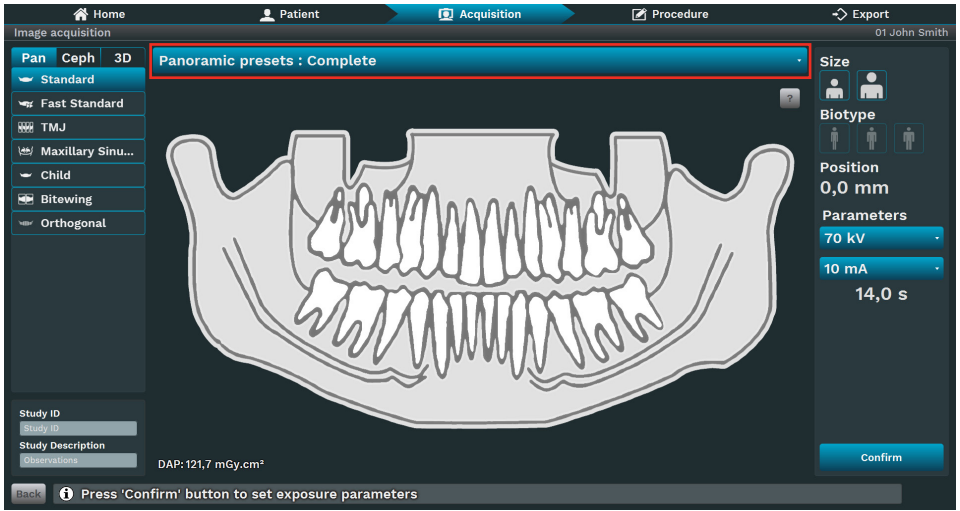 Home
Patient
Acquisition
Procedure
Export
Image acquisition
01 John Smith
Pan
Ceph
3D
Standard
Fast Standard
TMJ
Maxillary Sinu...
Child
Bitewing
Orthogonal
Study ID
Study ID
Study Description
Observations
Panoramic presets : Complete
?
DAP: 121,7 mGy.cm²
Size
Biotype
Position
0,0 mm
Parameters
70 kV
10 mA
14,0 s
Confirm
Back
Press 'Confirm' button to set exposure parameters